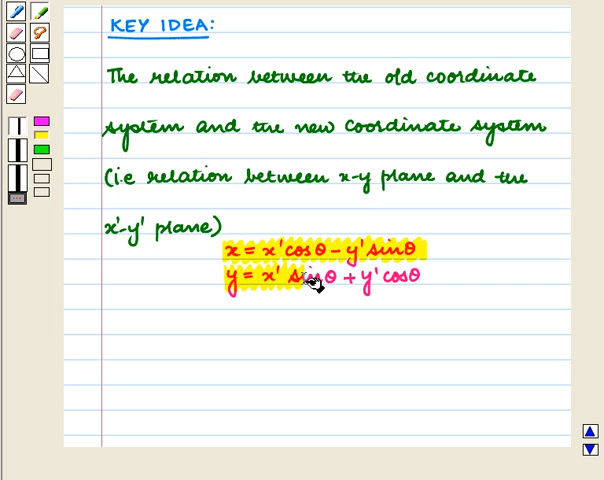 KEY IDEA:
The relation between the old coordinate
system and the new coordinate system
(i.e relation between x-y plane and the
x'-y' plane)
x = x'cosθ - y'sinθ
y = x' sinθ + y'cosθ